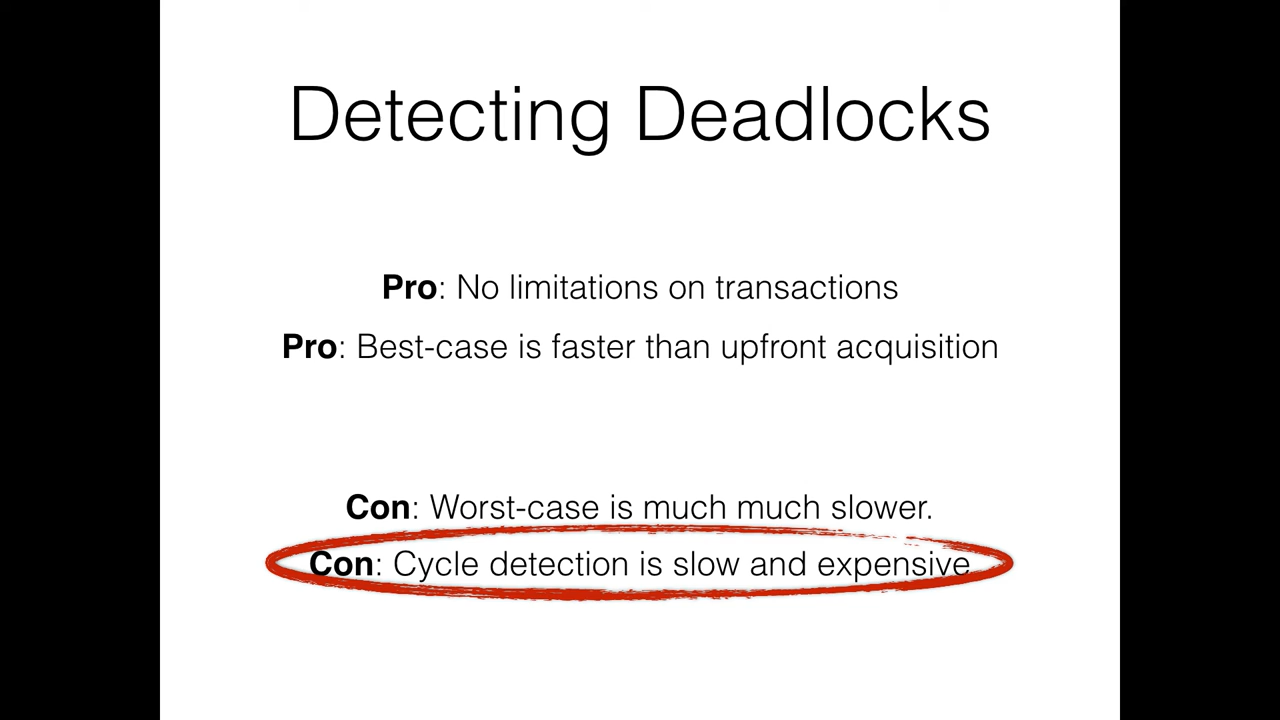 Detecting Deadlocks
Pro: No limitations on transactions
Pro: Best-case is faster than upfront acquisition
Con: Worst-case is much much slower.
Con: Cycle detection is slow and expensive